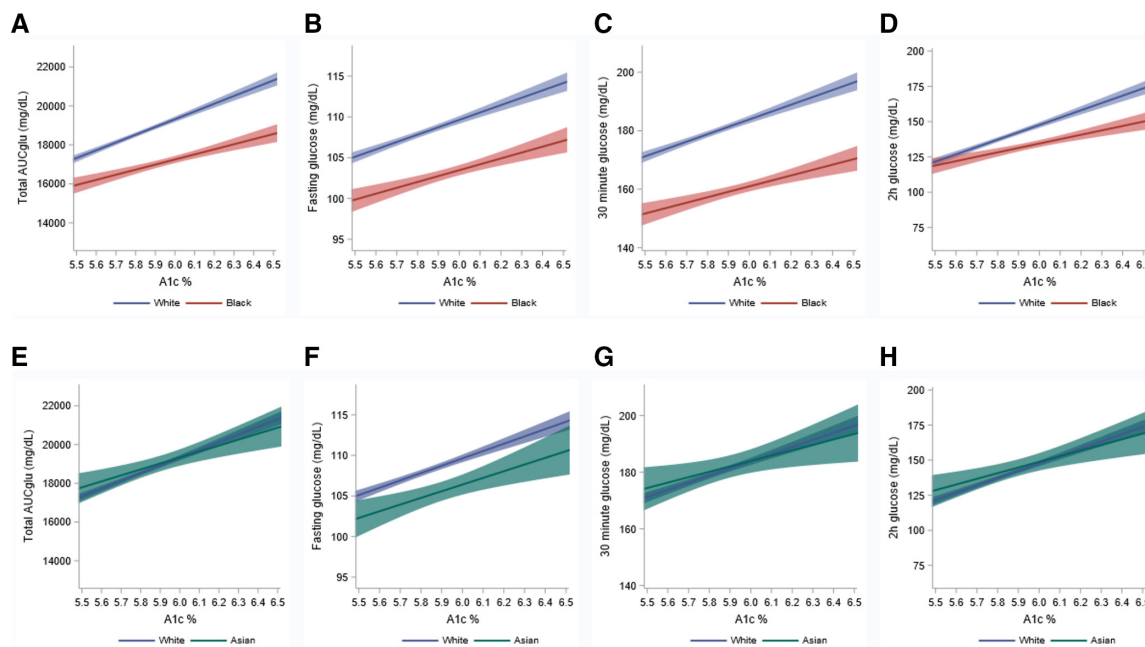 A
Total AUCglu (mg/dL)
22000
20000
18000
16000
14000
5.5 5.6 5.7 5.8 5.9 6.0 6.1 6.2 6.3 6.4 6.5
A1c %
White Black
B
Fasting glucose (mg/dL)
115
110
105
100
95
5.5 5.6 5.7 5.8 5.9 6.0 6.1 6.2 6.3 6.4 6.5
A1c %
White Black
C
30 minute glucose (mg/dL)
200
180
160
140
5.5 5.6 5.7 5.8 5.9 6.0 6.1 6.2 6.3 6.4 6.5
A1c %
White Black
D
2h glucose (mg/dL)
200
175
150
125
100
75
5.5 5.6 5.7 5.8 5.9 6.0 6.1 6.2 6.3 6.4
A1c %
White Black
E
Total AUCglu (mg/dL)
22000
20000
18000
16000
14000
5.5 5.6 5.7 5.8 5.9 6.0 6.1 6.2 6.3 6.4 6.5
A1c %
White Asian
F
Fasting glucose (mg/dL)
115
110
105
100
95
5.5 5.6 5.7 5.8 5.9 6.0 6.1 6.2 6.3 6.4 6.5
A1c %
White Asian
G
30 minute glucose (mg/dL)
200
180
160
140
5.5 5.6 5.7 5.8 5.9 6.0 6.1 6.2 6.3 6.4 6.5
A1c %
White Asian
H
2h glucose (mg/dL)
200
175
150
125
100
75
5.5 5.6 5.7 5.8 5.9 6.0 6.1 6.2 6.3 6.4
A1c %
White Asian